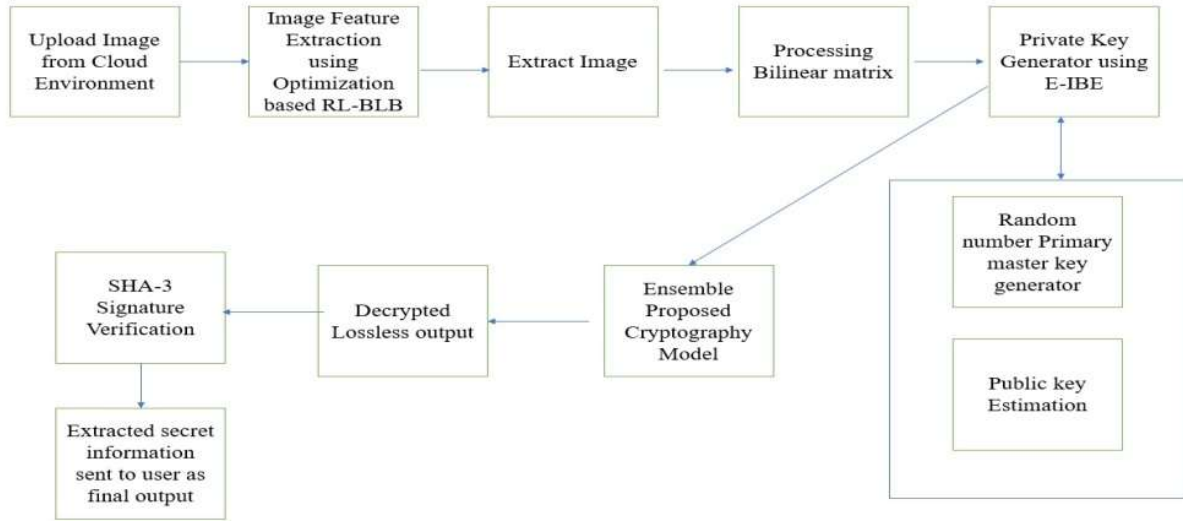 Upload Image
from Cloud
Environment
Image Feature
Extraction
using
Optimization
based RL-BLB
Extract Image
Processing
Bilinear matrix
Private Key
Generator using
E-IBE
Random
number Primary
master key
generator
Public key
Estimation
Ensemble
Proposed
Cryptography
Model
Decrypted
Lossless output
SHA-3
Signature
Verification
Extracted secret
information
sent to user as
final output